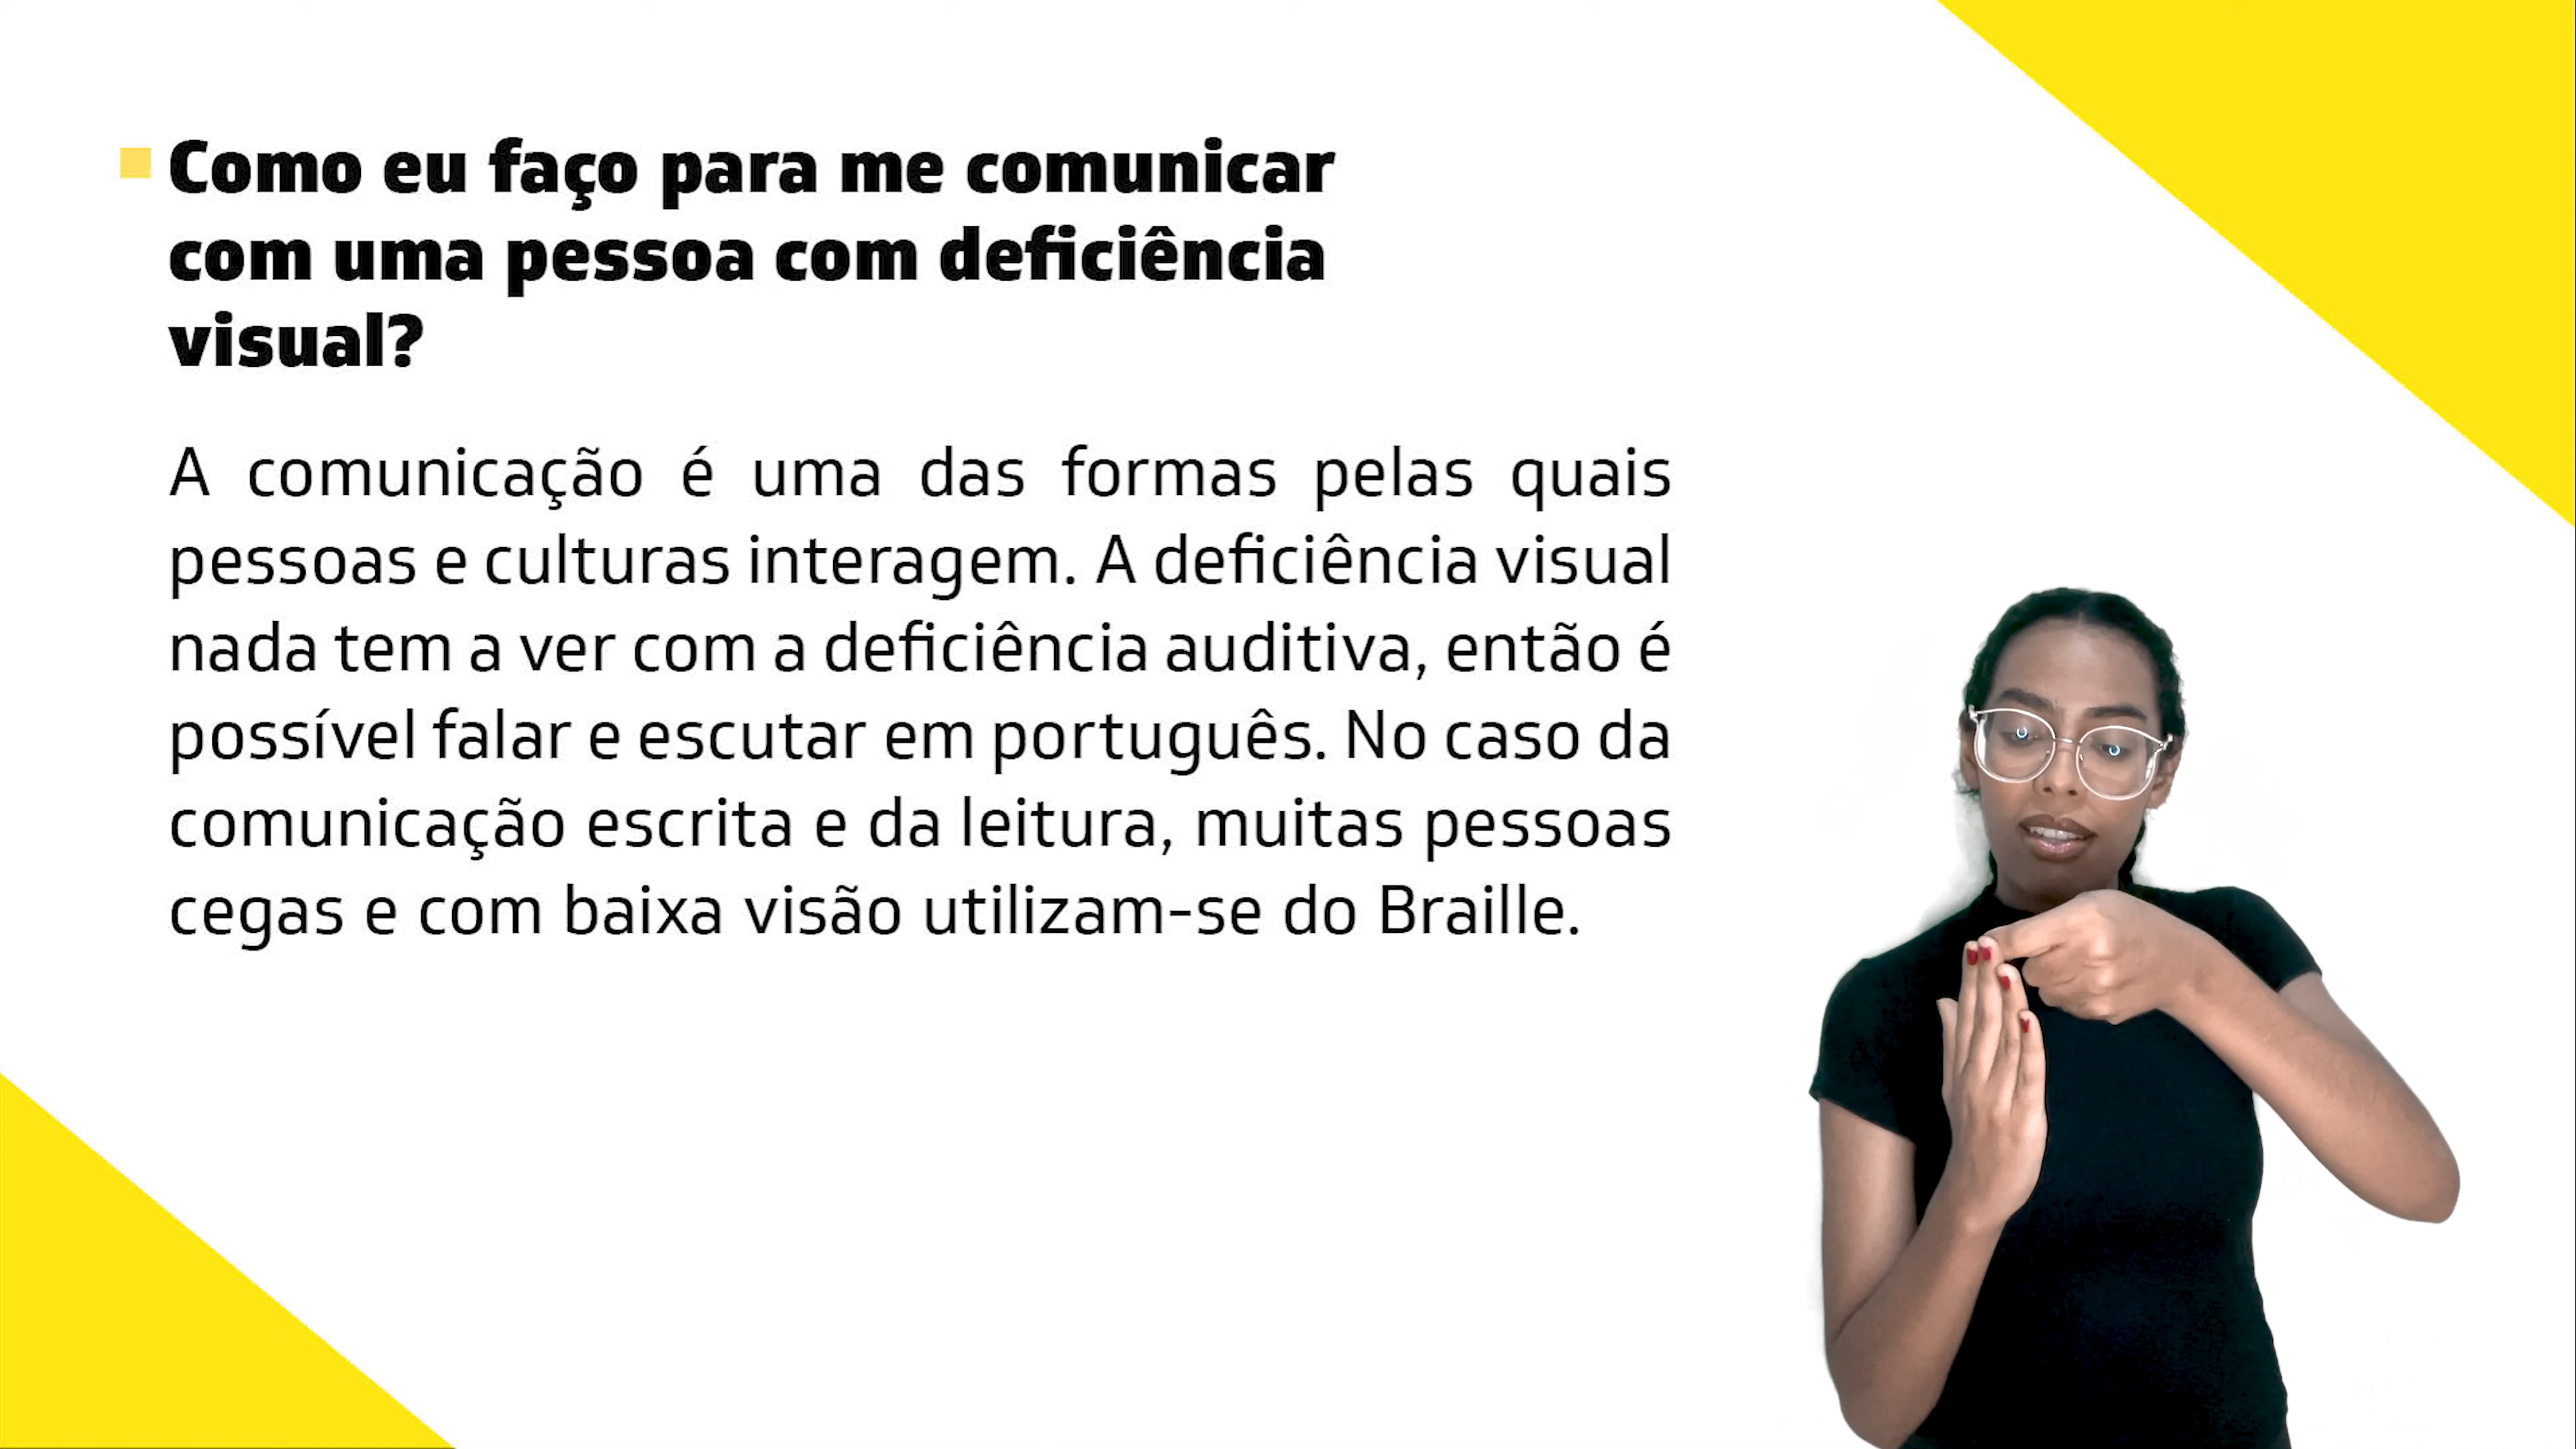 Como eu faço para me comunicar
com uma pessoa com deficiência
visual?
A comunicação é uma das formas pelas quais
pessoas e culturas interagem. A deficiência visual
nada tem a ver com a deficiência auditiva, então é
possível falar e escutar em português. No caso da
comunicação escrita e da leitura, muitas pessoas
cegas e com baixa visão utilizam-se do Braille.